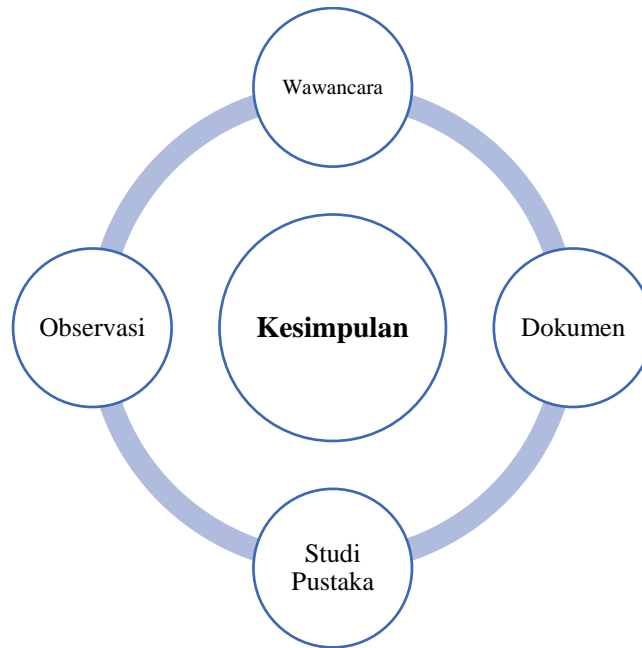 Wawancara
Observasi
Kesimpulan
Dokumen
Studi
Pustaka